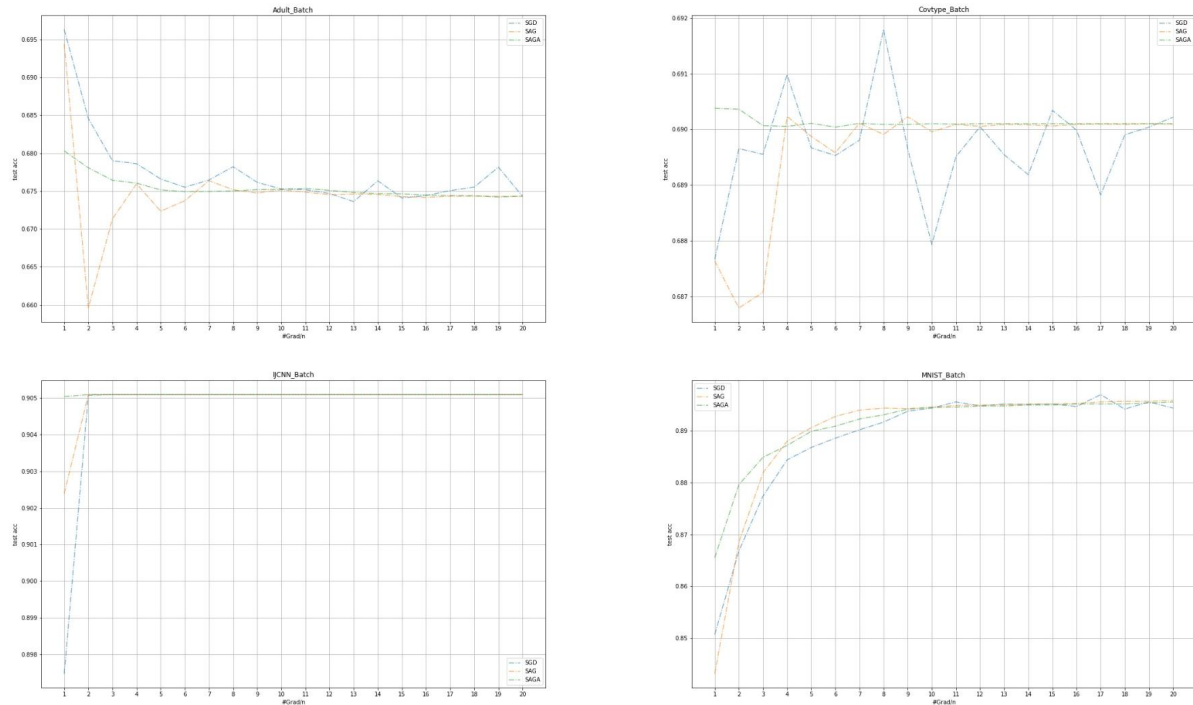 Adult_Batch
SGD
SAG
SAGA
0.695
0.690
0.685
0.680
0.675
0.670
0.665
0.660
test acc
1 2 3 4 5 6 7 8 9 10 11 12 13 14 15 16 17 18 19 20
#Grad/n
Covtype_Batch
SGD
SAG
SAGA
0.692
0.691
0.690
0.689
0.688
0.687
test acc
1 2 3 4 5 6 7 8 9 10 11 12 13 14 15 16 17 18 19 20
#Grad/n
IJCNN_Batch
0.905
0.904
0.903
0.902
0.901
0.900
0.899
0.898
test acc
SGD
SAG
SAGA
1 2 3 4 5 6 7 8 9 10 11 12 13 14 15 16 17 18 19 20
#Grad/n
MNIST_Batch
SGD
SAG
SAGA
0.89
0.88
0.87
0.86
0.85
test acc
1 2 3 4 5 6 7 8 9 10 11 12 13 14 15 16 17 18 19 20
#Grad/n